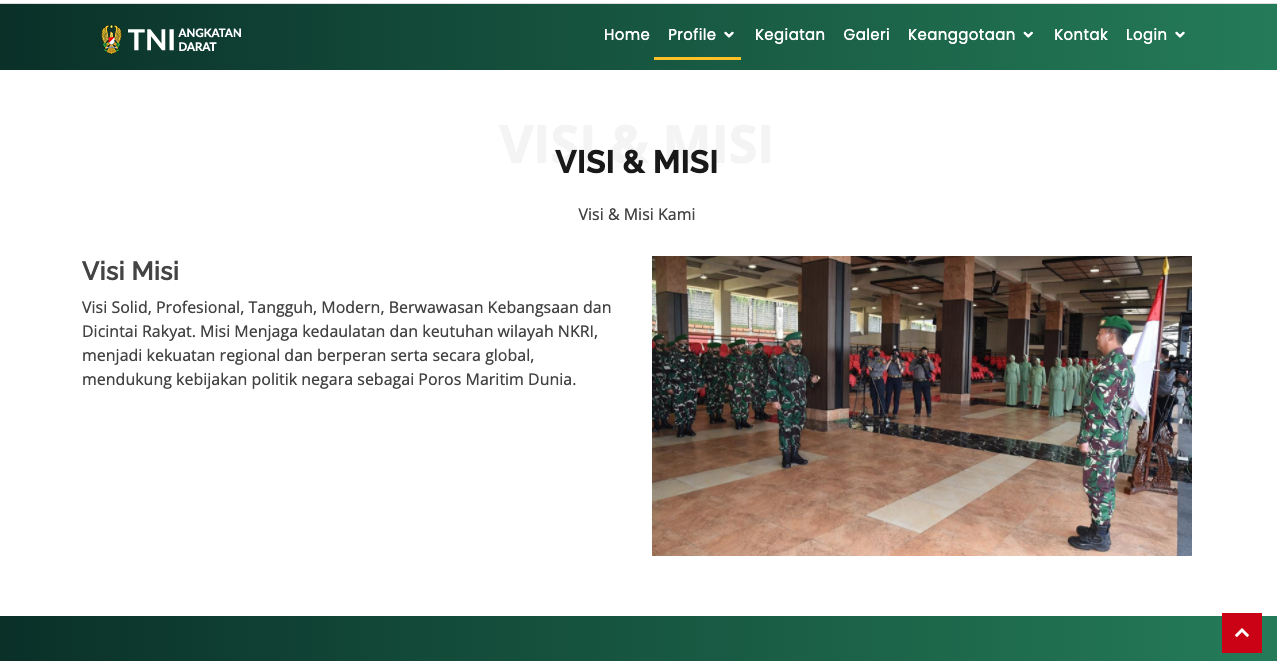 TNI ANGKATAN
DARAT
Home Profile Kegiatan Galeri Keanggotaan Kontak Login
VISI & MISI
VISI & MISI
Visi & Misi Kami
Visi Misi
Visi Solid, Profesional, Tangguh, Modern, Berwawasan Kebangsaan dan
Dicintai Rakyat. Misi Menjaga kedaulatan dan keutuhan wilayah NKRI,
menjadi kekuatan regional dan berperan serta secara global,
mendukung kebijakan politik negara sebagai Poros Maritim Dunia.